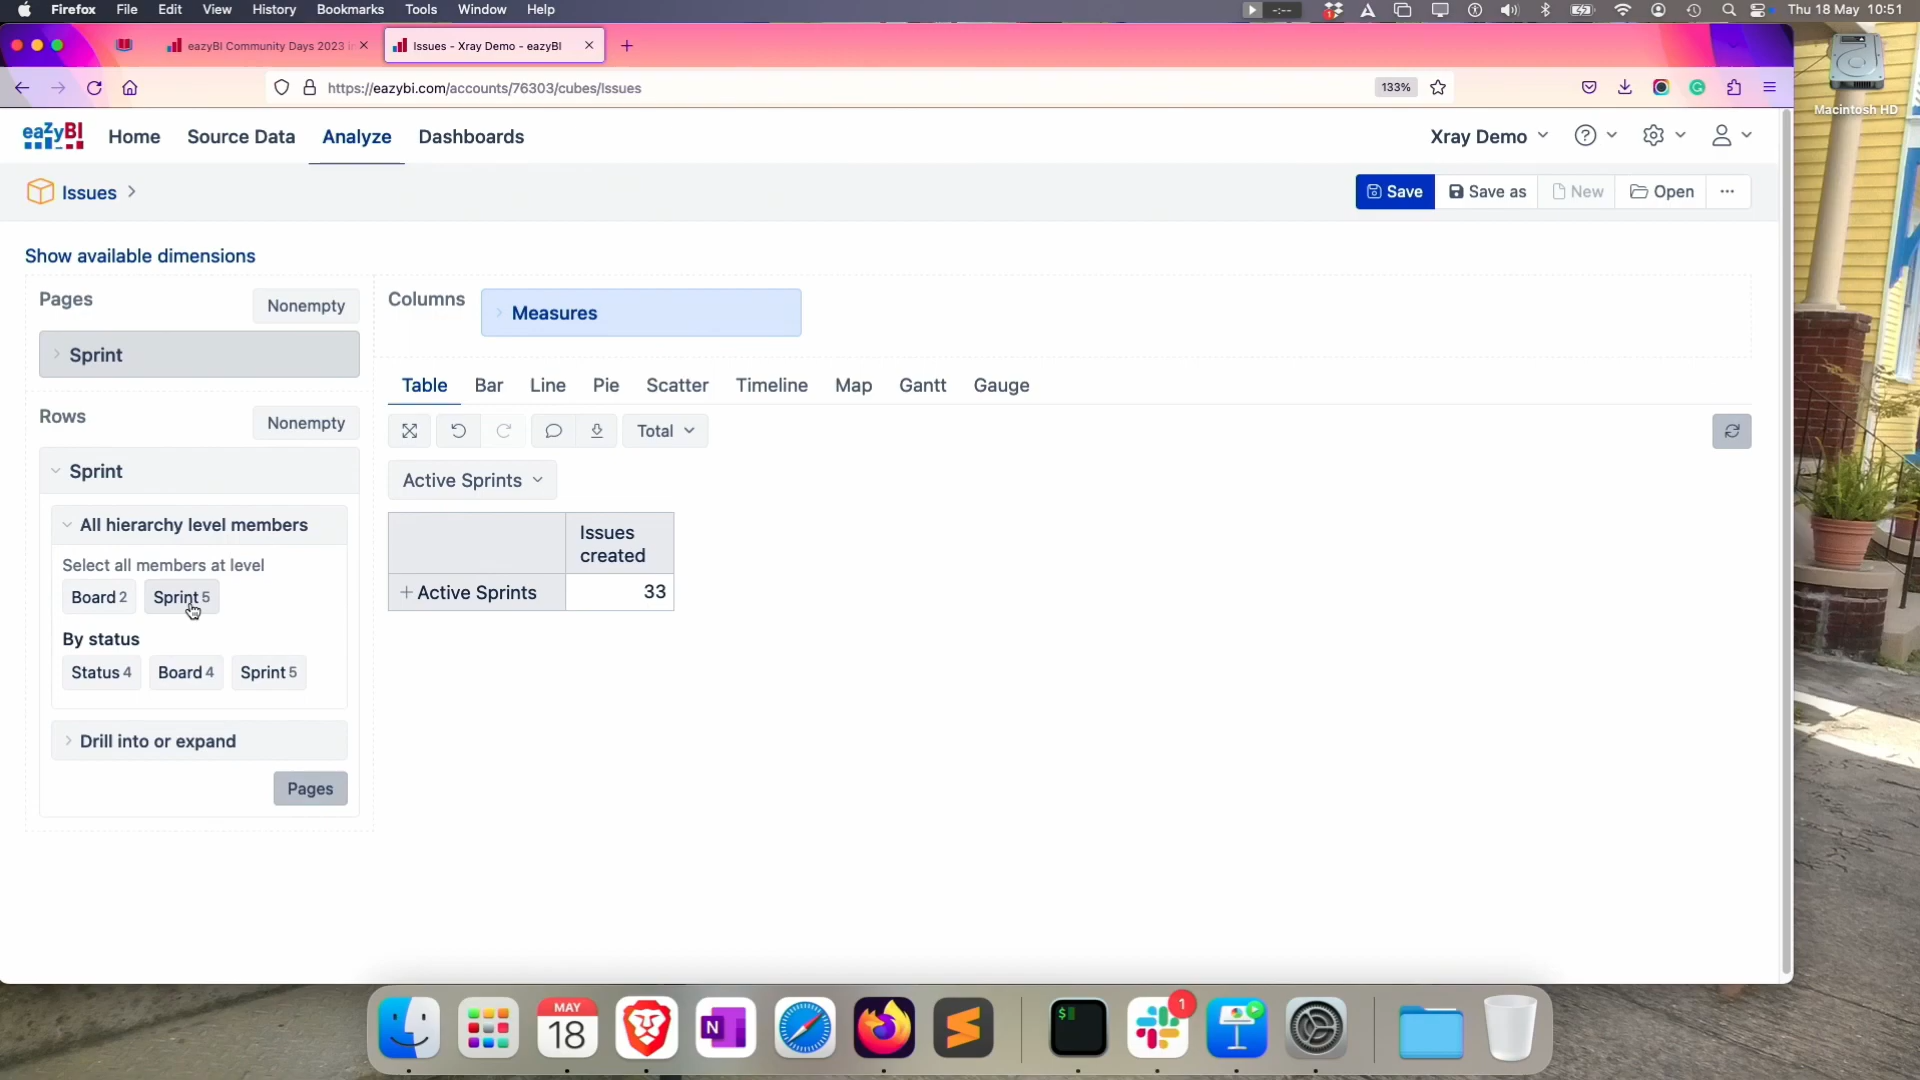 Firefox File Edit View History Bookmarks Tools Window Help
-:-- Thu 18 May 10:51
eazyBI Community Days 2023 i
Issues - Xray Demo - eazyBI
https://eazybi.com/accounts/76303/cubes/Issues
133%
Macintosh HD
eazyBI Home Source Data Analyze Dashboards
Xray Demo
Issues
Save Save as New Open
Show available dimensions
Pages Nonempty
Sprint
Columns Measures
Rows Nonempty
Sprint
All hierarchy level members
Select all members at level
Board 2 Sprint 5
By status
Status 4 Board 4 Sprint 5
Drill into or expand
Pages
Table Bar Line Pie Scatter Timeline Map Gantt Gauge
Total
Active Sprints
Issues
created
Active Sprints 33
MAY
18
N
$
1